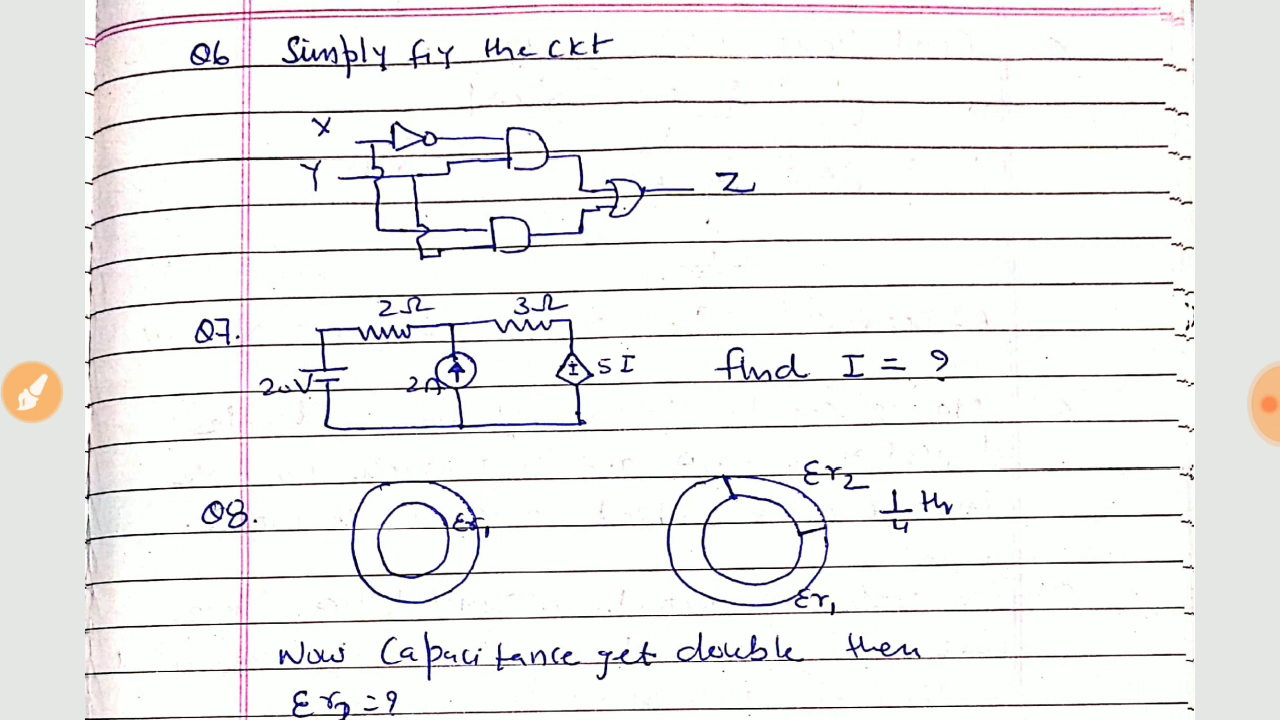 Q6 Simply fiy the ckt
X
Y
Z
Q7.
2Ω 3Ω
20V 2A 5I find I = ?
Q8.
εr1
εr2
1/4 th
εr1
Now Capacitance get double then
εr2 = ?